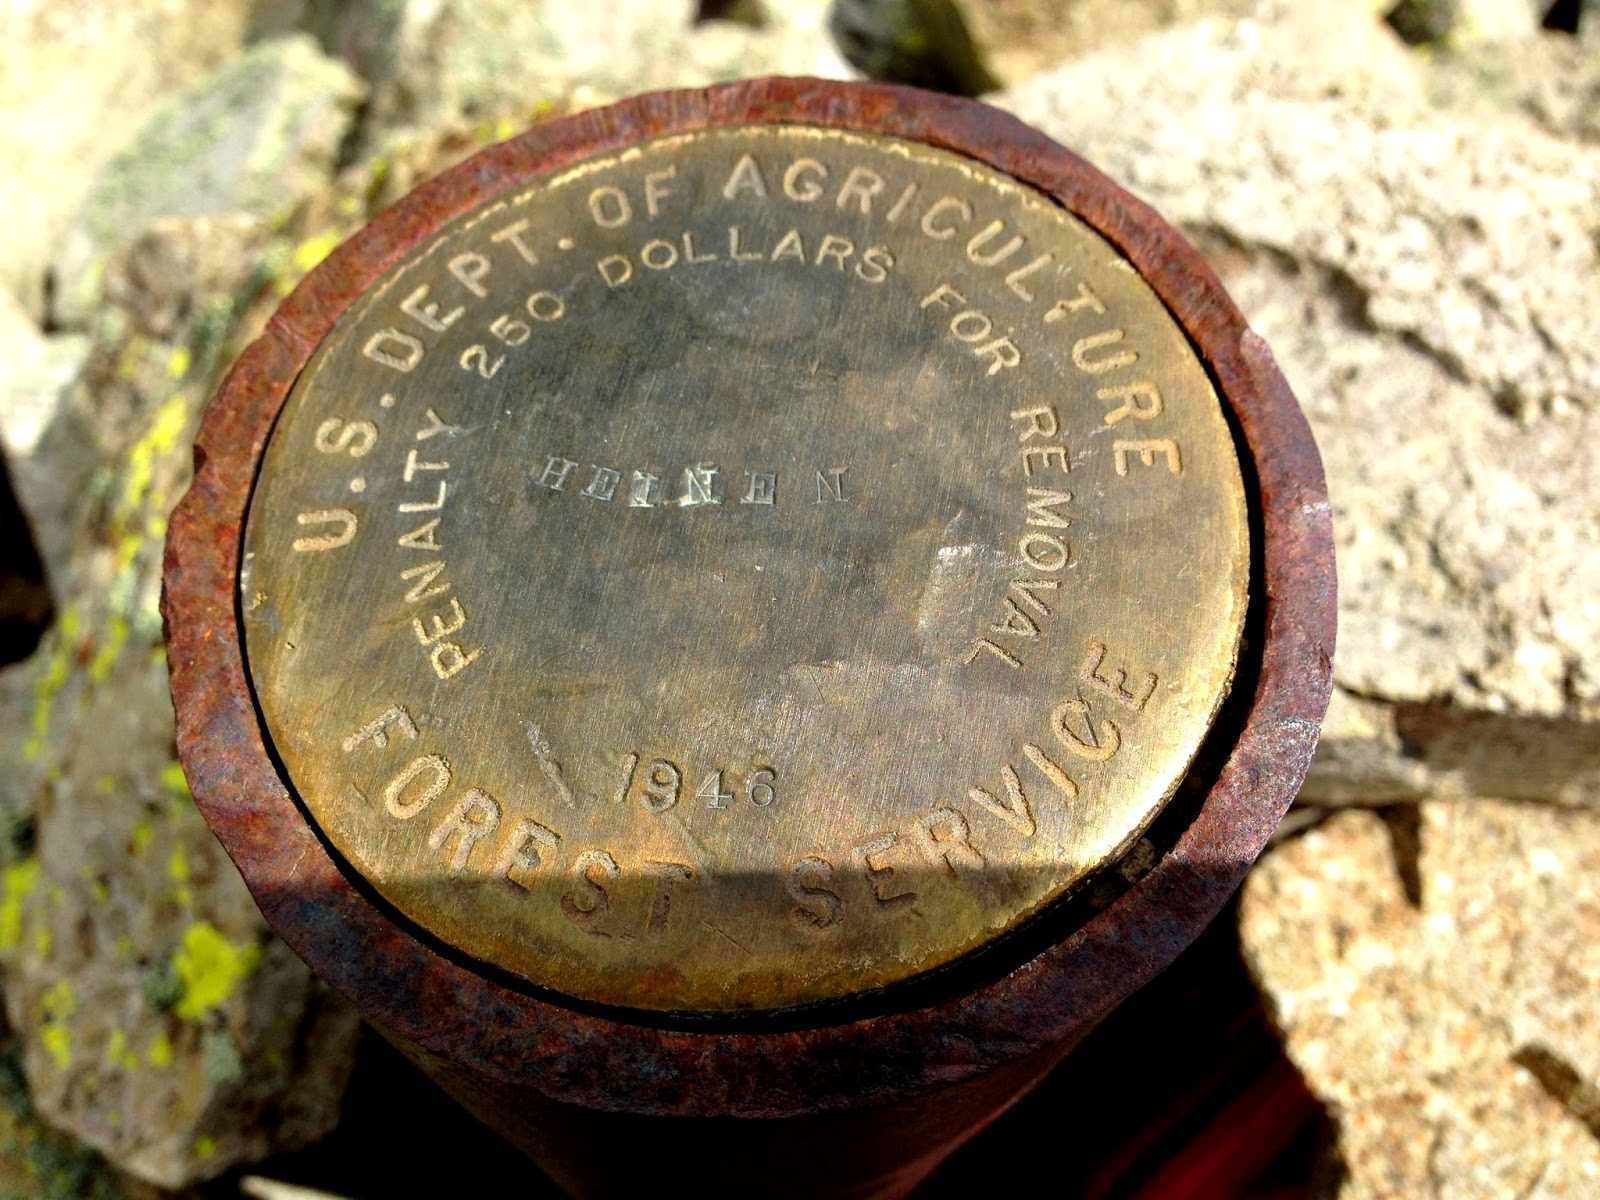 U.S. DEPT. OF AGRICULTURE
PENALTY 250 DOLLARS FOR REMOVAL
HEINEN
1946
FOREST SERVICE